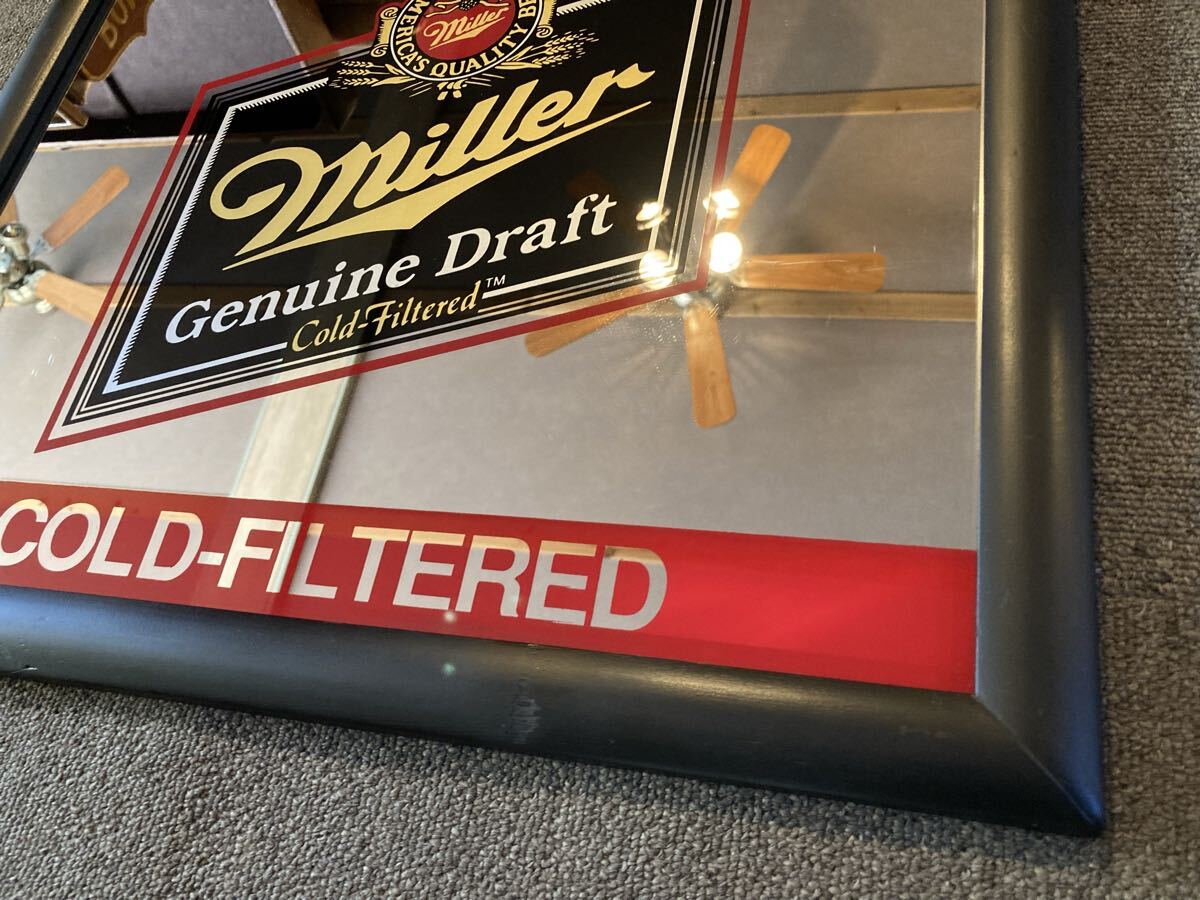 Miller
AMERICA'S QUALITY BE
Miller
Genuine Draft
Cold-Filtered™
COLD-FILTERED